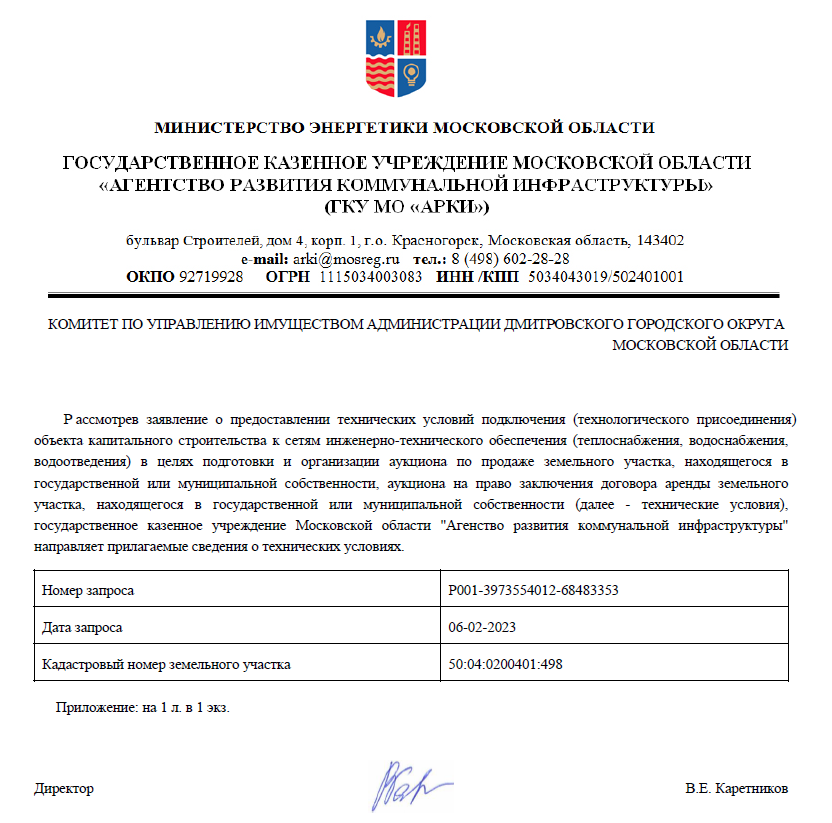 МИНИСТЕРСТВО ЭНЕРГЕТИКИ МОСКОВСКОЙ ОБЛАСТИ
ГОСУДАРСТВЕННОЕ КАЗЕННОЕ УЧРЕЖДЕНИЕ МОСКОВСКОЙ ОБЛАСТИ
«АГЕНТСТВО РАЗВИТИЯ КОММУНАЛЬНОЙ ИНФРАСТРУКТУРЫ»
(ГКУ МО «АРКИ»)
бульвар Строителей, дом 4, корп. 1, г.о. Красногорск, Московская область, 143402
e-mail: arki@mosreg.ru тел.: 8 (498) 602-28-28
ОКПО 92719928 ОГРН 1115034003083 ИНН /КПП 5034043019/502401001
КОМИТЕТ ПО УПРАВЛЕНИЮ ИМУЩЕСТВОМ АДМИНИСТРАЦИИ ДМИТРОВСКОГО ГОРОДСКОГО ОКРУГА
МОСКОВСКОЙ ОБЛАСТИ
Рассмотрев заявление о предоставлении технических условий подключения (технологического присоединения)
объекта капитального строительства к сетям инженерно-технического обеспечения (теплоснабжения, водоснабжения,
водоотведения) в целях подготовки и организации аукциона по продаже земельного участка, находящегося в
государственной или муниципальной собственности, аукциона на право заключения договора аренды земельного
участка, находящегося в государственной или муниципальной собственности (далее - технические условия),
государственное казенное учреждение Московской области "Агенство развития коммунальной инфраструктуры"
направляет прилагаемые сведения о технических условиях.
Номер запроса P001-3973554012-68483353
Дата запроса 06-02-2023
Кадастровый номер земельного участка 50:04:0200401:498
Приложение: на 1 л. в 1 экз.
Директор В.Е. Каретников